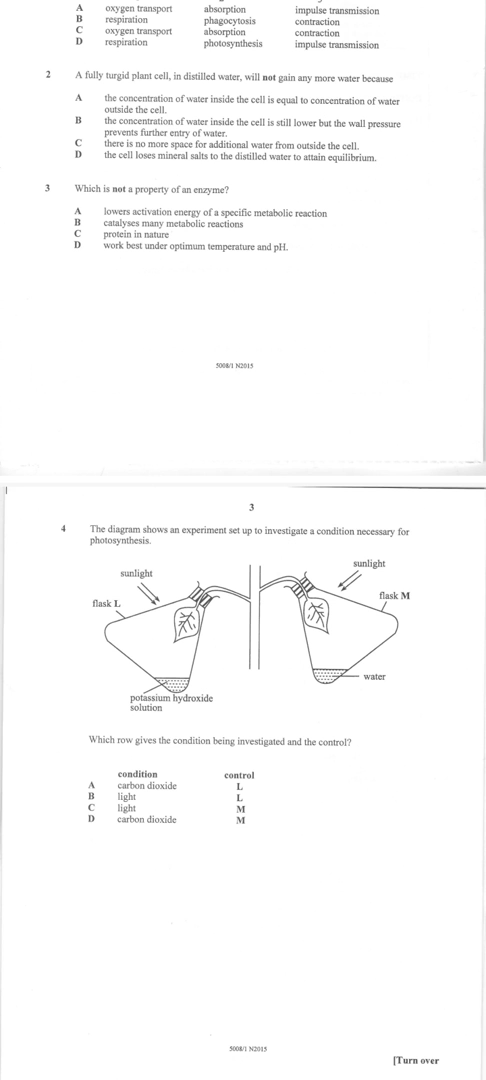 A oxygen transport absorption impulse transmission
B respiration phagocytosis contraction
C oxygen transport absorption contraction
D respiration photosynthesis impulse transmission
2 A fully turgid plant cell, in distilled water, will not gain any more water because
A the concentration of water inside the cell is equal to concentration of water
outside the cell.
B the concentration of water inside the cell is still lower but the wall pressure
prevents further entry of water.
C there is no more space for additional water from outside the cell.
D the cell loses mineral salts to the distilled water to attain equilibrium.
3 Which is not a property of an enzyme?
A lowers activation energy of a specific metabolic reaction
B catalyses many metabolic reactions
C protein in nature
D work best under optimum temperature and pH.
5008/1 N2015
3
4 The diagram shows an experiment set up to investigate a condition necessary for
photosynthesis.
sunlight
sunlight
flask L
flask M
water
potassium hydroxide
solution
Which row gives the condition being investigated and the control?
condition control
A carbon dioxide L
B light L
C light M
D carbon dioxide M
5008/1 N2015
[Turn over